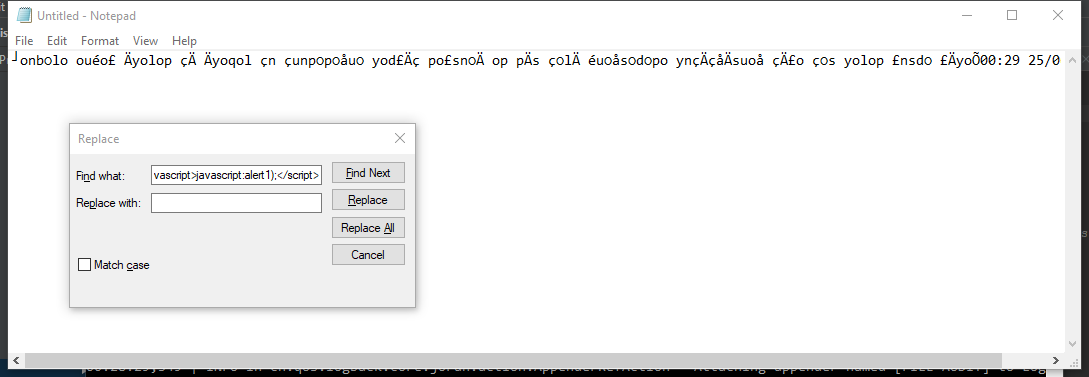 Untitled - Notepad
File Edit Format View Help
┘onbolo ouéo£ Äyolop çÄ Äyoqol çn çunpopoåuo yod£Äç po£snoÄ op pÄs çolÄ éuoåsodopo ynçÄçåÄsuoå çÄ£o ços yolop £nsdo £ÄyoÕ00:29 25/0
Replace
Find what:
vascript>javascript:alert1);</script>
Find Next
Replace with:
Replace
Replace All
Cancel
Match case